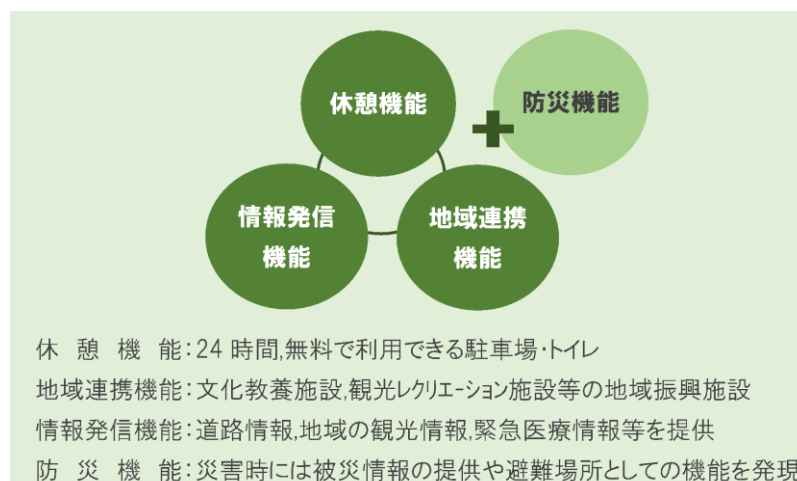 休憩機能
防災機能
+
情報発信
機能
地域連携
機能
休憩機能:24時間,無料で利用できる駐車場・トイレ
地域連携機能:文化教養施設,観光レクリエーション施設等の地域振興施設
情報発信機能:道路情報,地域の観光情報,緊急医療情報等を提供
防災機能:災害時には被災情報の提供や避難場所としての機能を発現